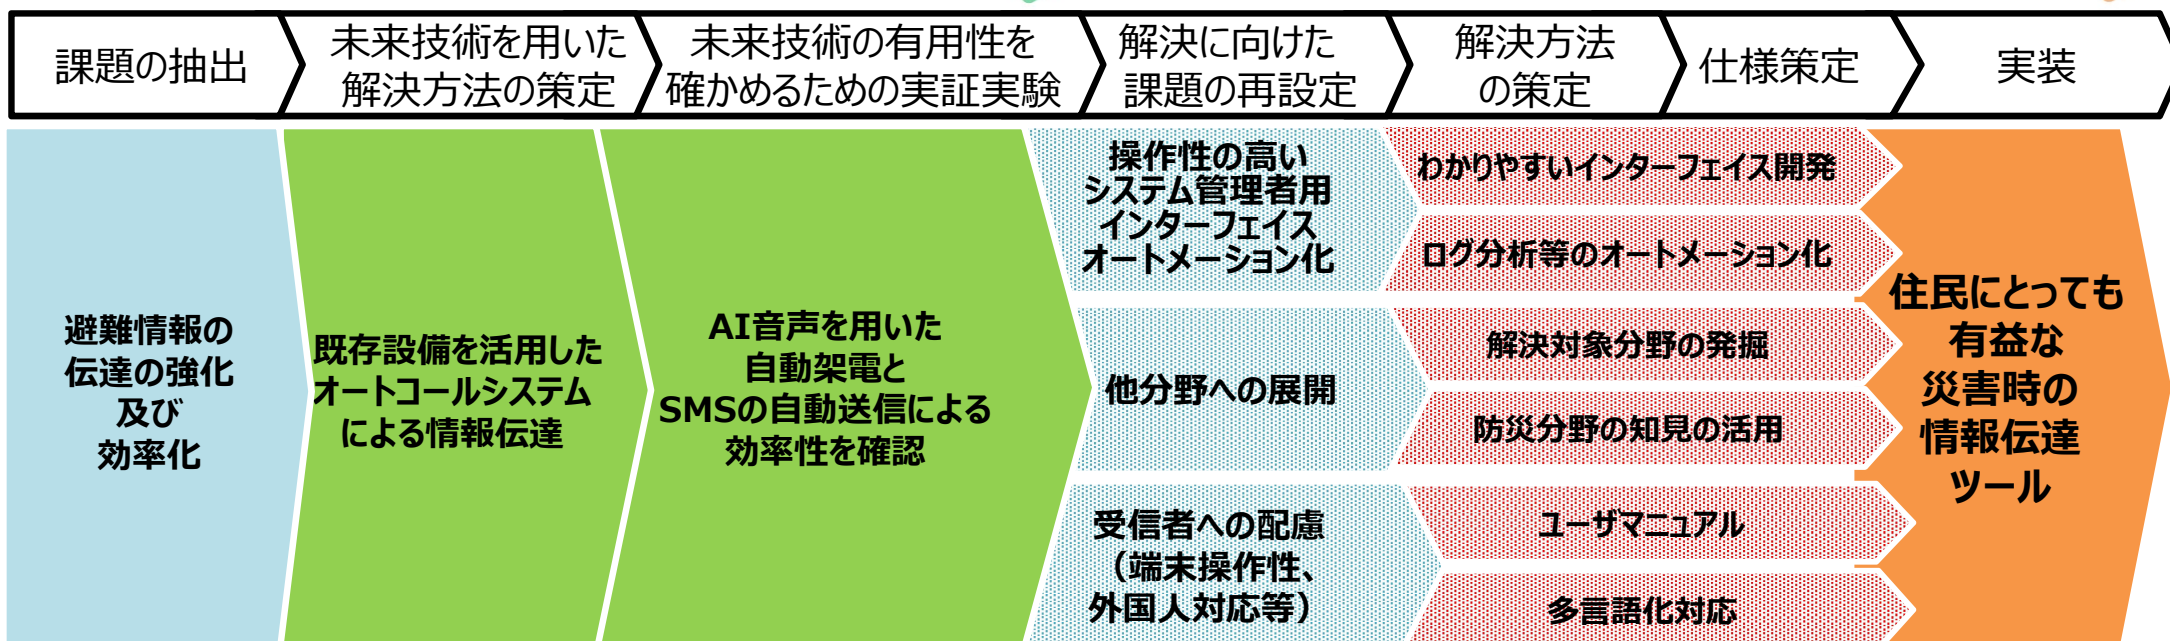 課題の抽出
未来技術を用いた
解決方法の策定
未来技術の有用性を
確かめるための実証実験
解決に向けた
課題の再設定
解決方法
の策定
仕様策定
実装
避難情報の
伝達の強化
及び
効率化
既存設備を活用した
オートコールシステム
による情報伝達
AI音声を用いた
自動架電と
SMSの自動送信による
効率性を確認
操作性の高い
システム管理者用
インターフェイス
オートメーション化
わかりやすいインターフェイス開発
ログ分析等のオートメーション化
他分野への展開
解決対象分野の発掘
防災分野の知見の活用
受信者への配慮
（端末操作性、
外国人対応等）
ユーザマニュアル
多言語化対応
住民にとっても
有益な
災害時の
情報伝達
ツール